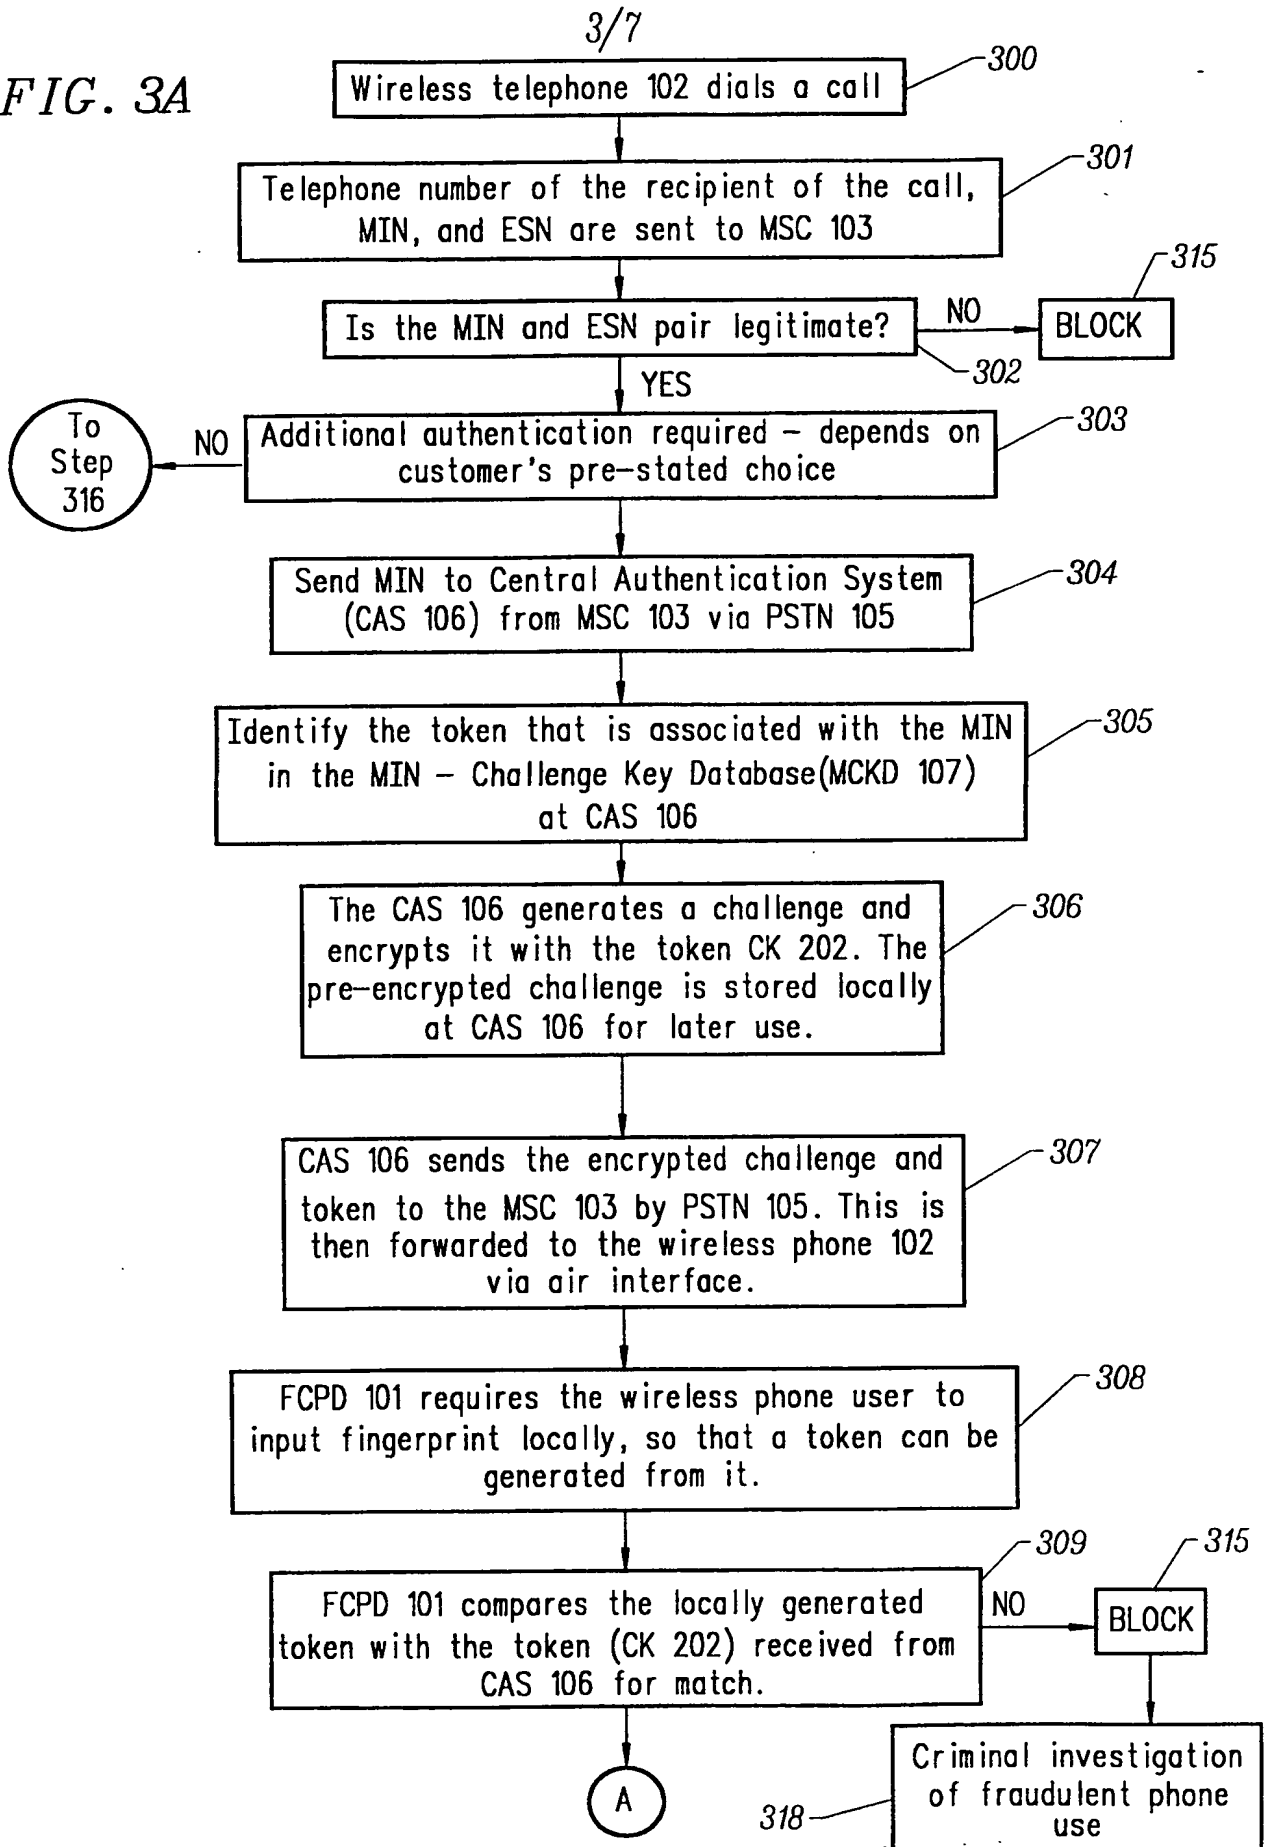 3/7
FIG. 3A
300
Wireless telephone 102 dials a call
301
Telephone number of the recipient of the call,
MIN, and ESN are sent to MSC 103
315
Is the MIN and ESN pair legitimate?
NO
BLOCK
302
YES
303
To
Step
316
NO
Additional authentication required – depends on
customer's pre-stated choice
304
Send MIN to Central Authentication System
(CAS 106) from MSC 103 via PSTN 105
305
Identify the token that is associated with the MIN
in the MIN – Challenge Key Database(MCKD 107)
at CAS 106
306
The CAS 106 generates a challenge and
encrypts it with the token CK 202. The
pre-encrypted challenge is stored locally
at CAS 106 for later use.
307
CAS 106 sends the encrypted challenge and
token to the MSC 103 by PSTN 105. This is
then forwarded to the wireless phone 102
via air interface.
308
FCPD 101 requires the wireless phone user to
input fingerprint locally, so that a token can be
generated from it.
309
315
FCPD 101 compares the locally generated
token with the token (CK 202) received from
CAS 106 for match.
NO
BLOCK
A
318
Criminal investigation
of fraudulent phone
use